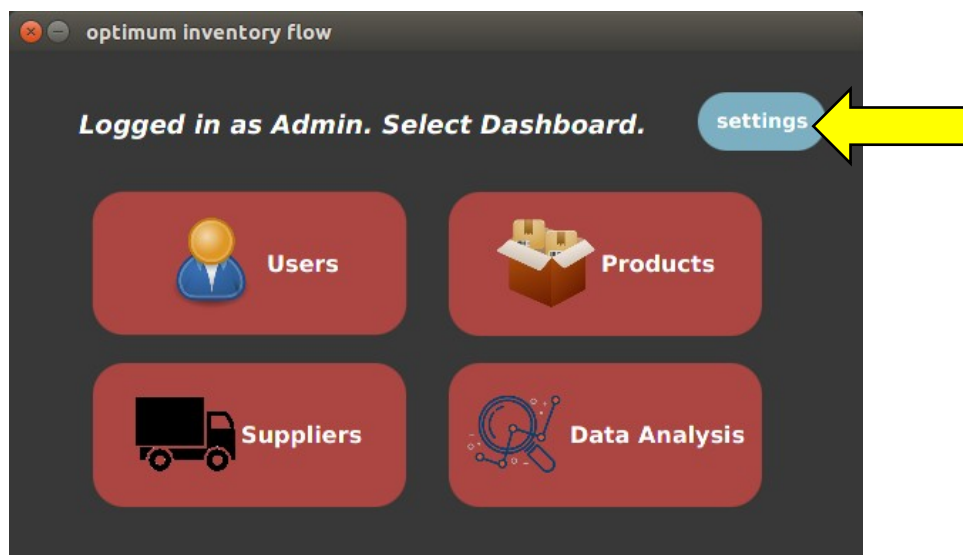 optimum inventory flow
Logged in as Admin. Select Dashboard.
settings
Users
Products
Suppliers
Data Analysis